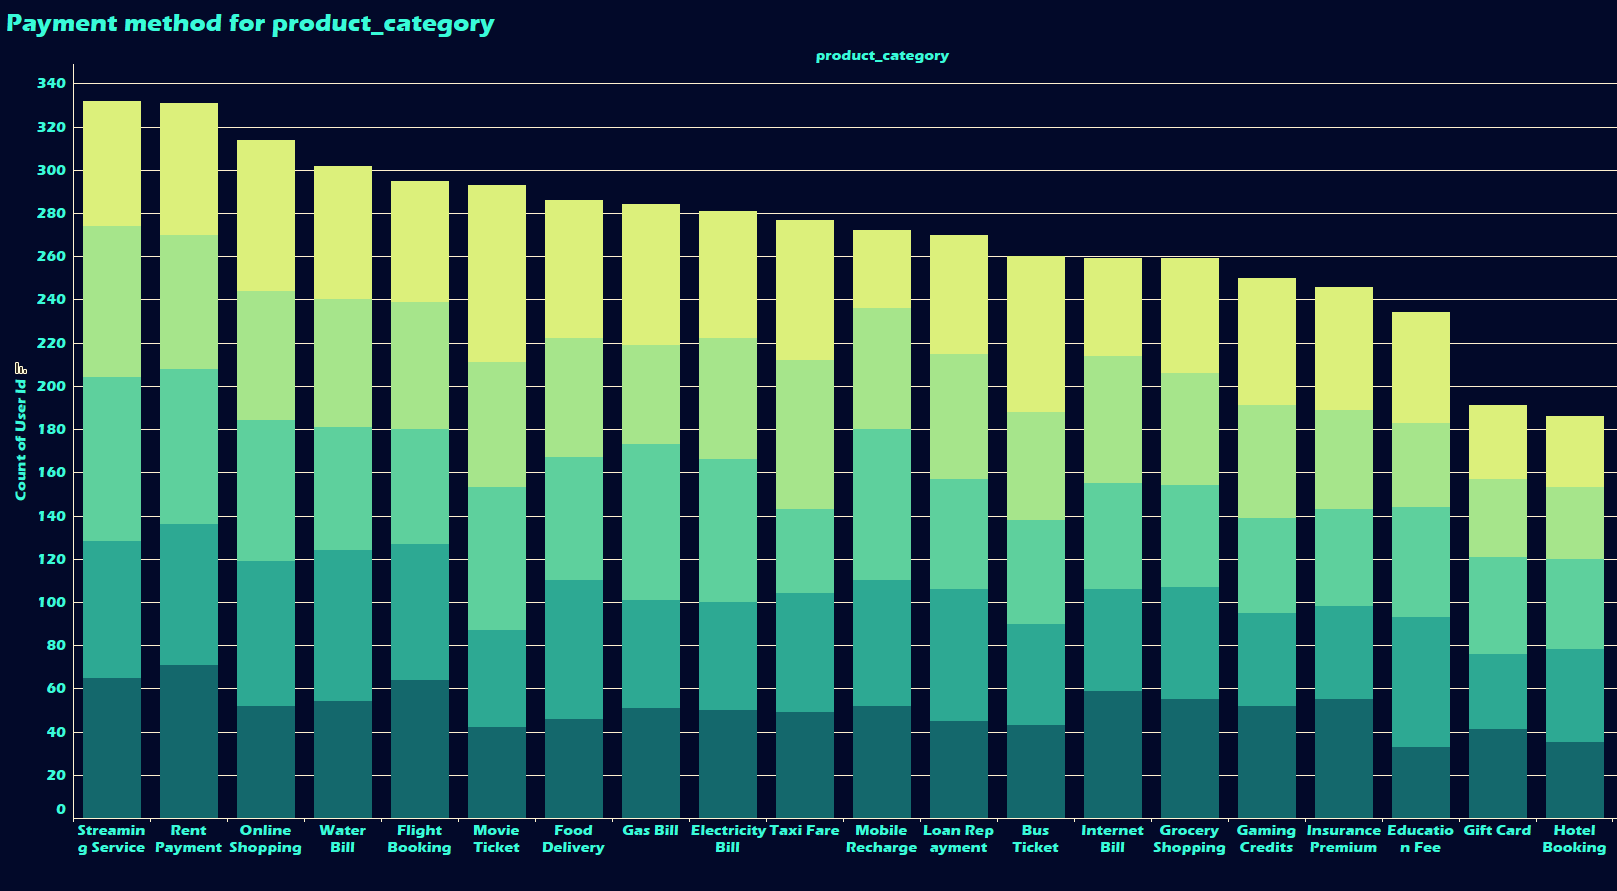 Payment method for product_category
product_category
340
320
300
280
260
240
220
200
180
160
140
120
100
80
60
40
20
0
Count of User Id
Streamin
g Service
Rent
Payment
Online
Shopping
Water
Bill
Flight
Booking
Movie
Ticket
Food
Delivery
Gas Bill
Electricity
Bill
Taxi Fare
Mobile
Recharge
Loan Rep
ayment
Bus
Ticket
Internet
Bill
Grocery
Shopping
Gaming
Credits
Insurance
Premium
Educatio
n Fee
Gift Card
Hotel
Booking